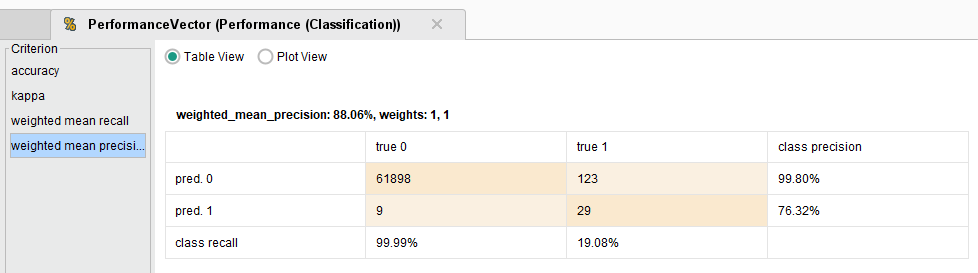 PerformanceVector (Performance (Classification))
Criterion
accuracy
kappa
weighted mean recall
weighted mean precisi...
Table View Plot View
weighted_mean_precision: 88.06%, weights: 1, 1
true 0 true 1 class precision
pred. 0 61898 123 99.80%
pred. 1 9 29 76.32%
class recall 99.99% 19.08%